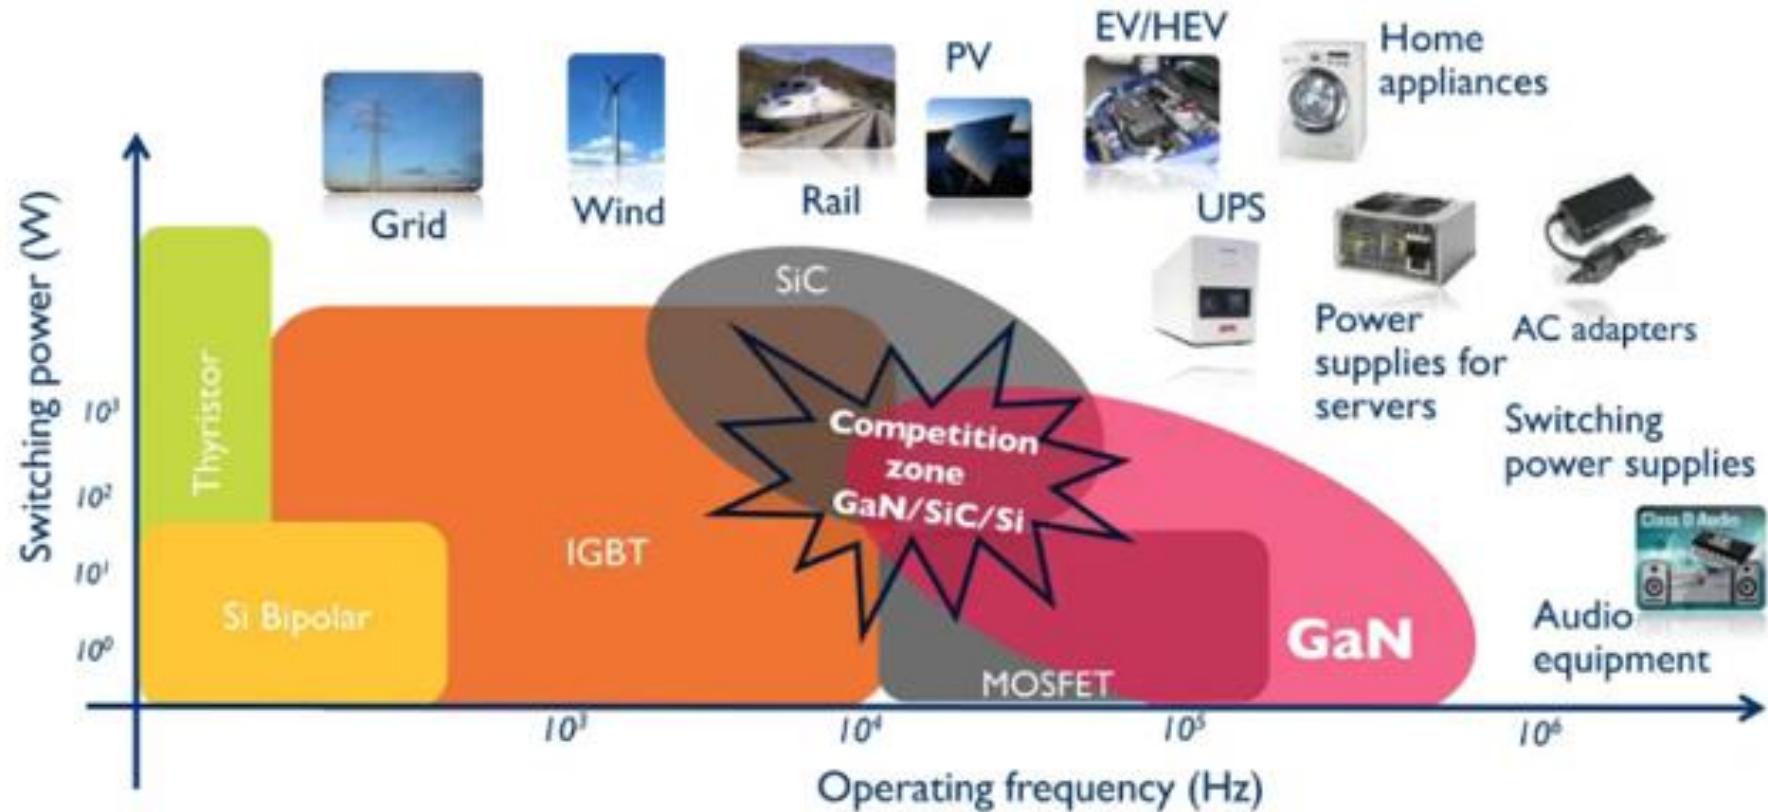 EV/HEV
Home
appliances
PV
Grid
Wind
Rail
UPS
Power
supplies for
servers
AC adapters
Switching
power supplies
Class D Audio
Audio
equipment
Switching power (W)
10³
10²
10¹
10⁰
Thyristor
SiC
Competition
zone
GaN/SiC/Si
IGBT
Si Bipolar
GaN
MOSFET
10³
10⁴
10⁵
10⁶
Operating frequency (Hz)